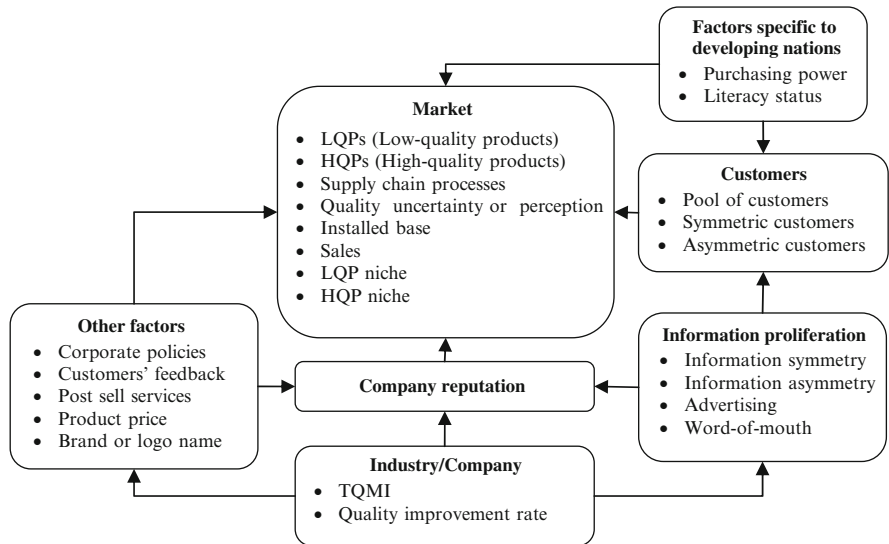 Factors specific to
developing nations
• Purchasing power
• Literacy status
Market
• LQPs (Low-quality products)
• HQPs (High-quality products)
• Supply chain processes
• Quality uncertainty or perception
• Installed base
• Sales
• LQP niche
• HQP niche
Customers
• Pool of customers
• Symmetric customers
• Asymmetric customers
Other factors
• Corporate policies
• Customers' feedback
• Post sell services
• Product price
• Brand or logo name
Company reputation
Information proliferation
• Information symmetry
• Information asymmetry
• Advertising
• Word-of-mouth
Industry/Company
• TQMI
• Quality improvement rate